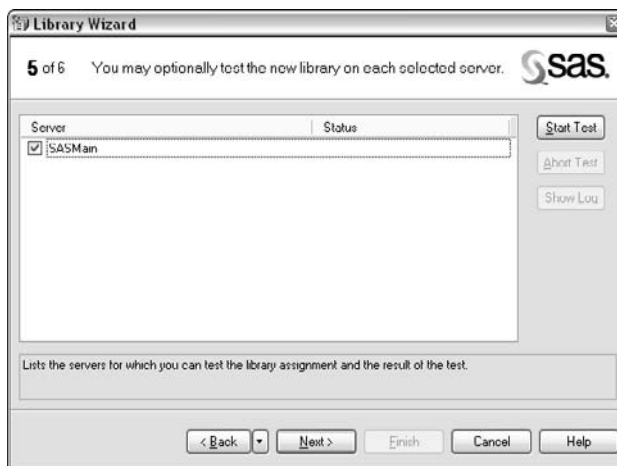 Library Wizard
5 of 6 You may optionally test the new library on each selected server.
sas.
Server Status
SASMain
Start Test
Abort Test
Show Log
Lists the servers for which you can test the library assignment and the result of the test.
< Back Next > Finish Cancel Help